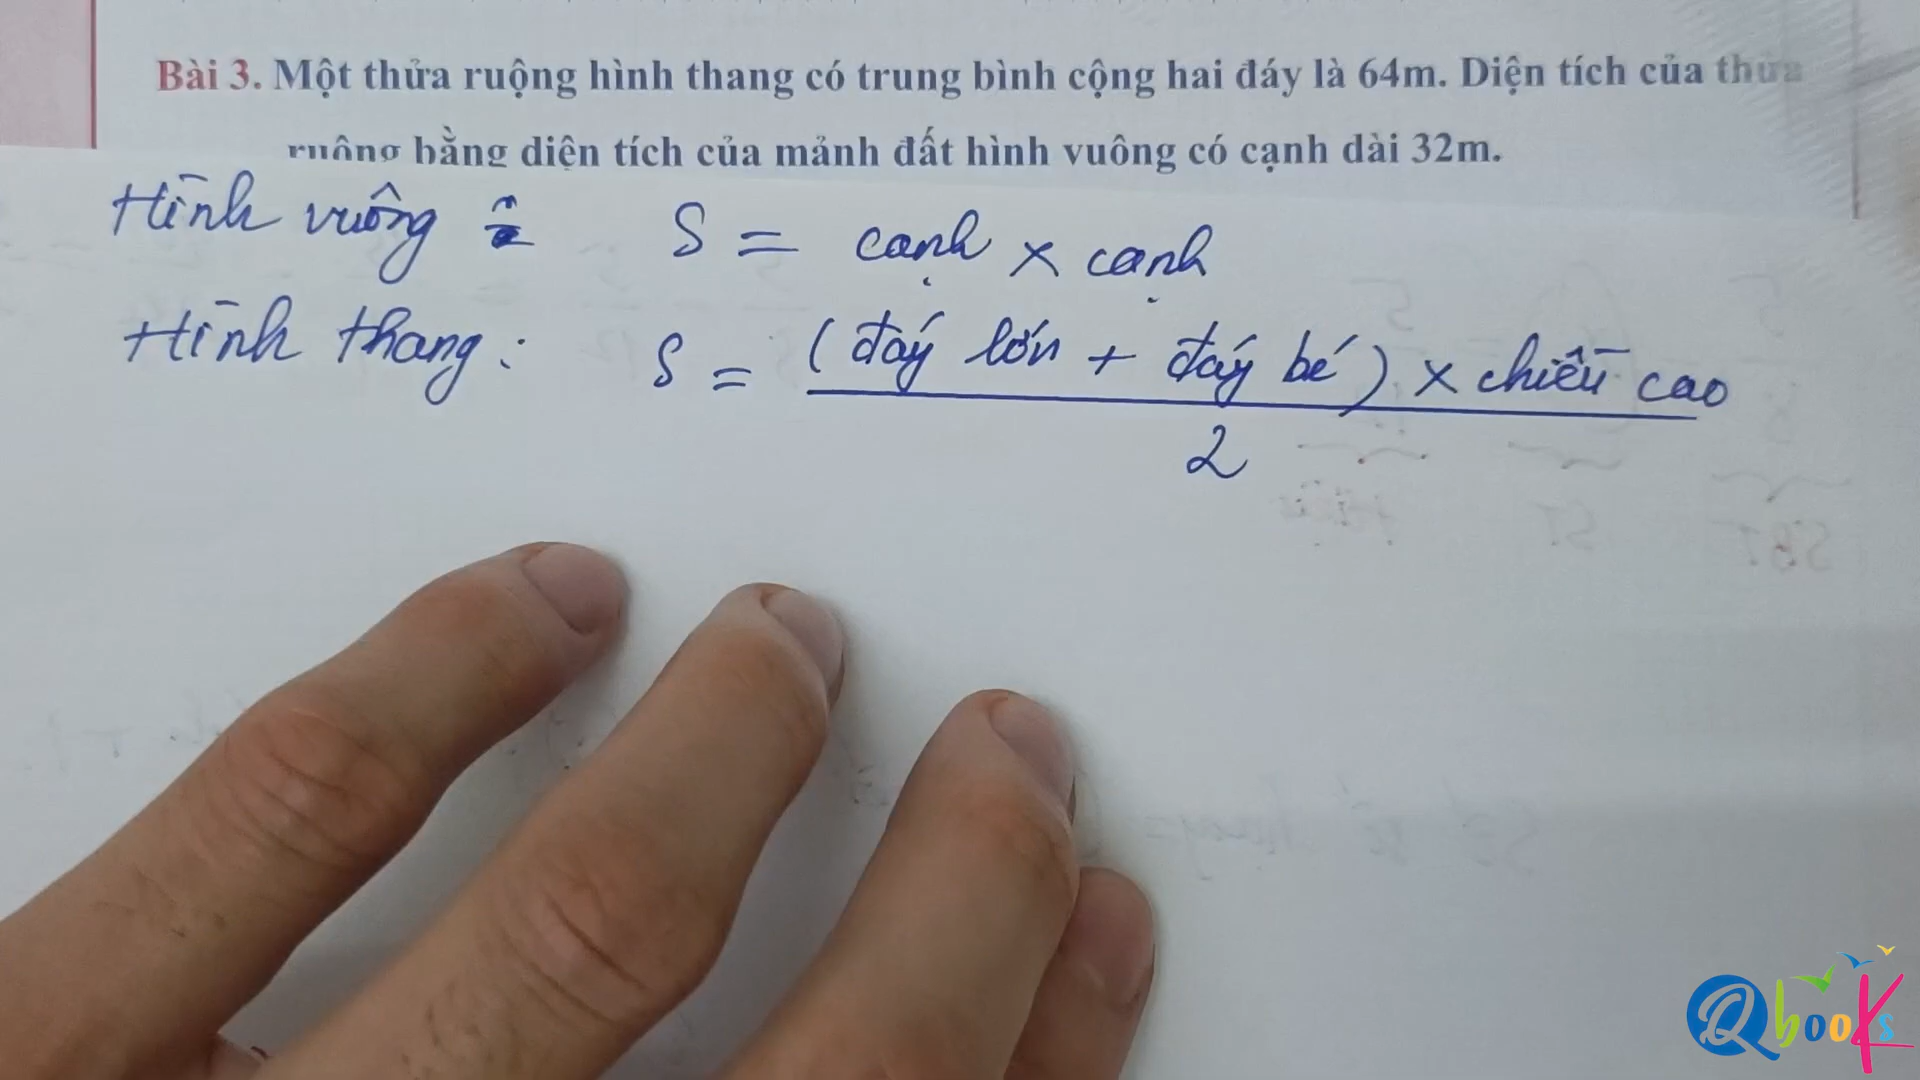 Bài 3. Một thửa ruộng hình thang có trung bình cộng hai đáy là 64m. Diện tích của thửa
ruộng bằng diện tích của mảnh đất hình vuông có cạnh dài 32m.
Hình vuông : S = cạnh × cạnh
Hình thang : S = (đáy lớn + đáy bé) × chiều cao
2
Qbooks